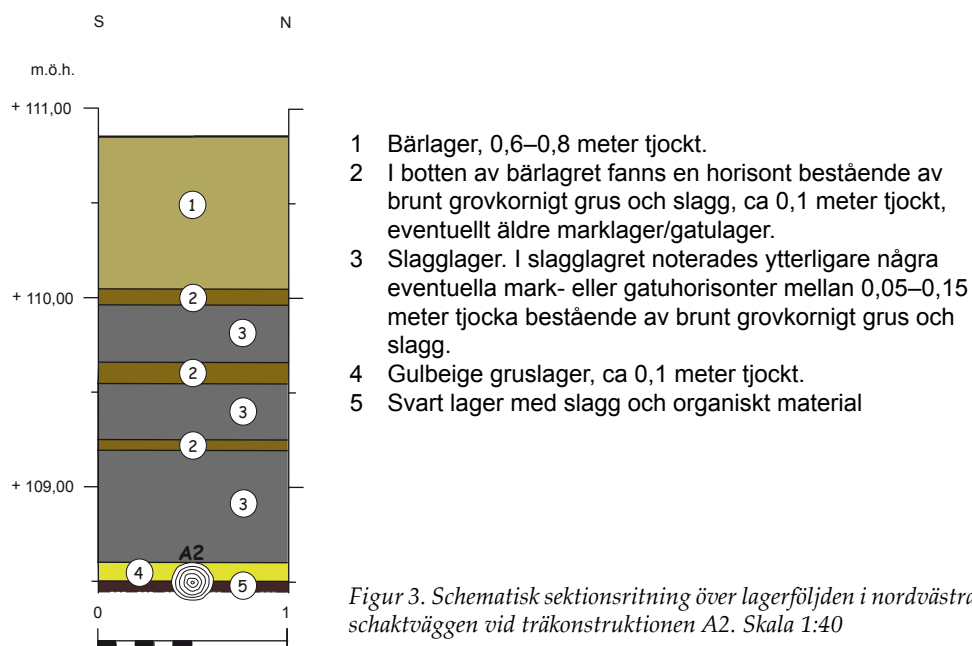 S N
m.ö.h.
+ 111,00
1 Bärlager, 0,6–0,8 meter tjockt.
2 I botten av bärlagret fanns en horisont bestående av
brunt grovkornigt grus och slagg, ca 0,1 meter tjockt,
eventuellt äldre marklager/gatulager.
3 Slagglager. I slagglagret noterades ytterligare några
eventuella mark- eller gatuhorisonter mellan 0,05–0,15
meter tjocka bestående av brunt grovkornigt grus och
slagg.
4 Gulbeige gruslager, ca 0,1 meter tjockt.
5 Svart lager med slagg och organiskt material
1
+ 110,00
2
3
2
3
2
+ 109,00
3
A2
4
5
0 1
Figur 3. Schematisk sektionsritning över lagerföljden i nordvästra
schaktväggen vid träkonstruktionen A2. Skala 1:40